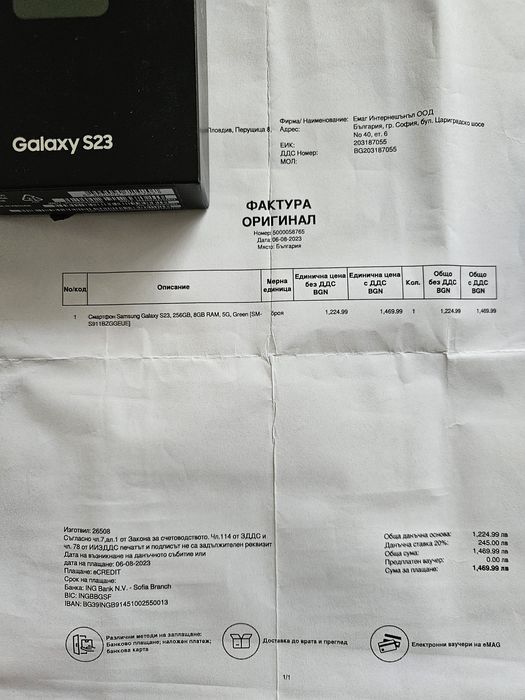 Galaxy S23
Пловдив, Перущица 8,
Фирма/ Наименование: Емаг Интернешънъл ООД
Адрес: България, гр. София, бул. Цариградско шосе
No 40, ет. 6
ЕИК: 203187055
ДДС Номер: BG203187055
МОЛ:
ФАКТУРА
ОРИГИНАЛ
Номер: 5000058765
Дата: 06-08-2023
Място: България
No/код Описание Мерна единица Единична цена без ДДС BGN Единична цена с ДДС BGN Кол. Общо без ДДС BGN Общо с ДДС BGN
1 Смартфон Samsung Galaxy S23, 256GB, 8GB RAM, 5G, Green [SM- броя 1,224.99 1,469.99 1 1,224.99 1,469.99
S911BZGGEUE]
Изготвил: 26508
Съгласно чл.7,ал.1 от Закона за счетоводството. Чл.114 от ЗДДС и
чл. 78 от ИИЗДДС печатът и подписът не са задължителен реквизит
Дата на възникване на данъчното събитие или
дата на плащане: 06-08-2023
Плащане: eCREDIT
Срок на плащане:
Банка: ING Bank N.V. - Sofia Branch
BIC: INGBBGSF
IBAN: BG39INGB91451002550013
Обща данъчна основа: 1,224.99 лв
Данъчна ставка 20%: 245.00 лв
Обща сума: 1,469.99 лв
Предплатен ваучер: 0.00 лв
Сума за плащане: 1,469.99 лв
Различни методи на заплащане:
Банково плащане; наложен платеж;
банкова карта
Доставка до врата и преглед
Електронни ваучери на eMAG
1/1